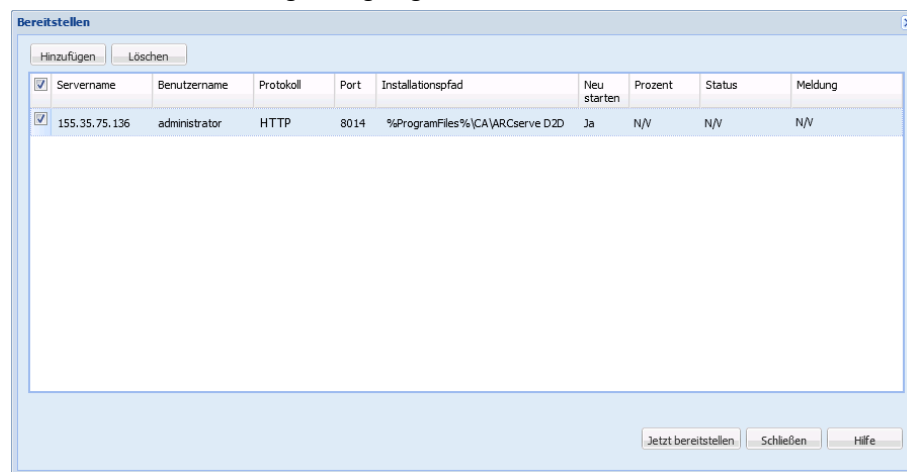 Bereitstellen
Hinzufügen Löschen
Servername Benutzername Protokoll Port Installationspfad Neu starten Prozent Status Meldung
155.35.75.136 administrator HTTP 8014 %ProgramFiles%\CA\ARCserve D2D Ja N/V N/V N/V
Jetzt bereitstellen Schließen Hilfe